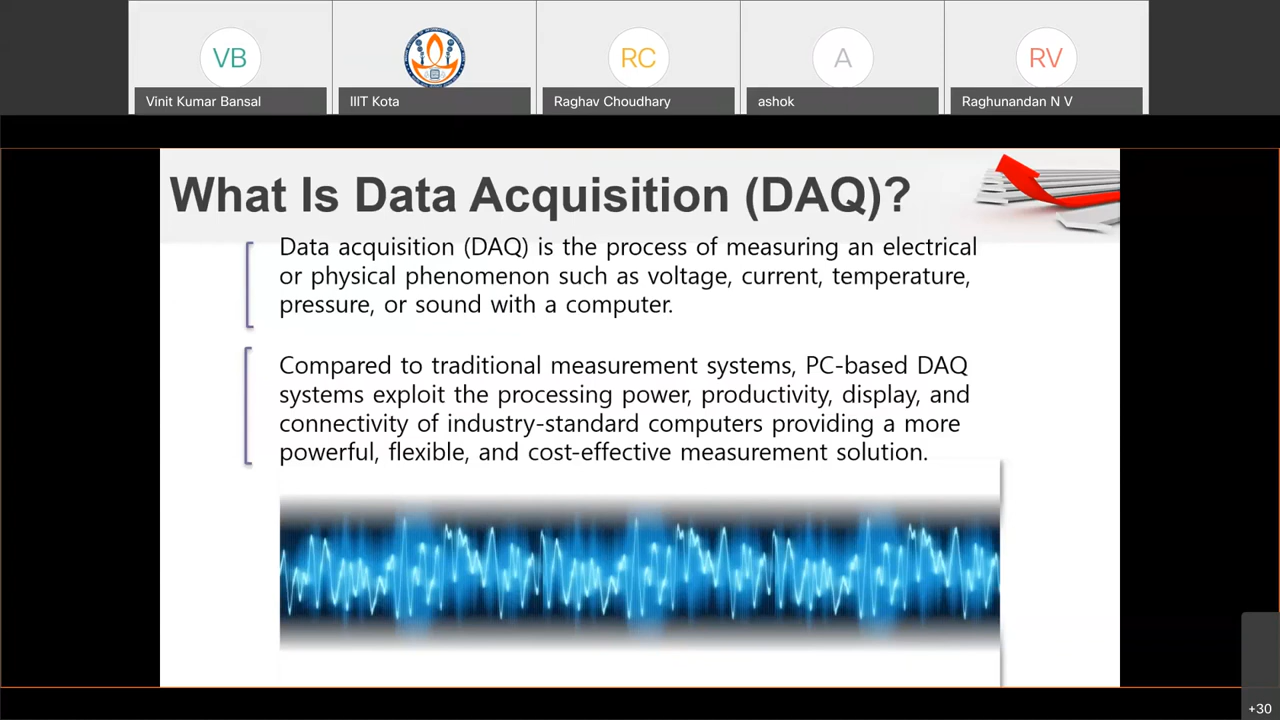 VB
RC
A
RV
Vinit Kumar Bansal
IIIT Kota
Raghav Choudhary
ashok
Raghunandan N V
What Is Data Acquisition (DAQ)?
Data acquisition (DAQ) is the process of measuring an electrical
or physical phenomenon such as voltage, current, temperature,
pressure, or sound with a computer.
Compared to traditional measurement systems, PC-based DAQ
systems exploit the processing power, productivity, display, and
connectivity of industry-standard computers providing a more
powerful, flexible, and cost-effective measurement solution.
+30